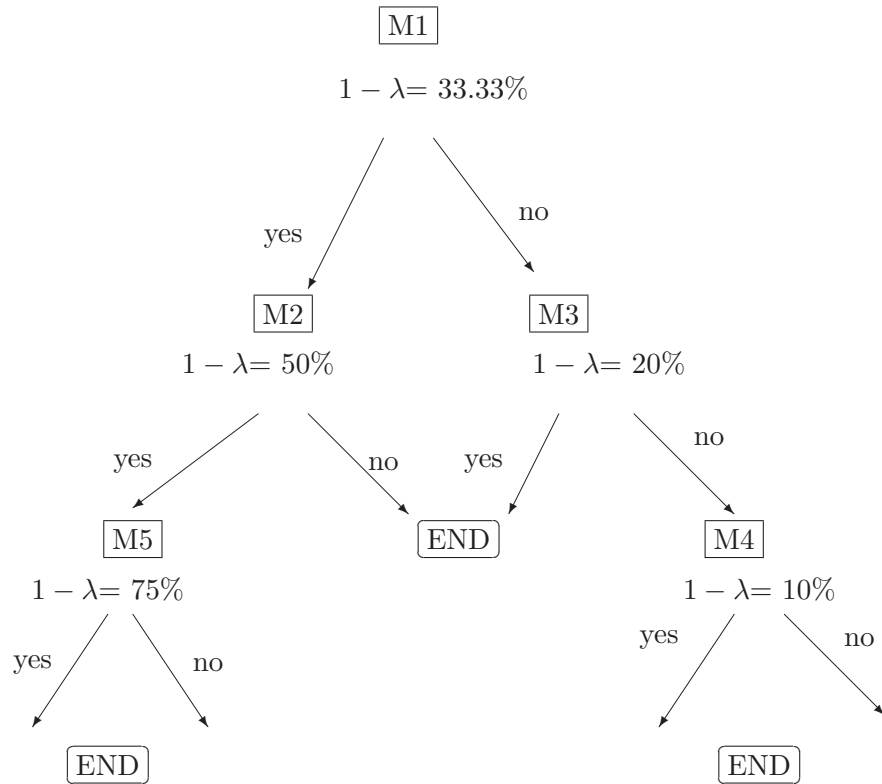 M1
1 − λ= 33.33%
yes
no
M2
M3
1 − λ= 50%
1 − λ= 20%
yes
no
yes
no
M5
END
M4
1 − λ= 75%
1 − λ= 10%
yes
no
yes
no
END
END